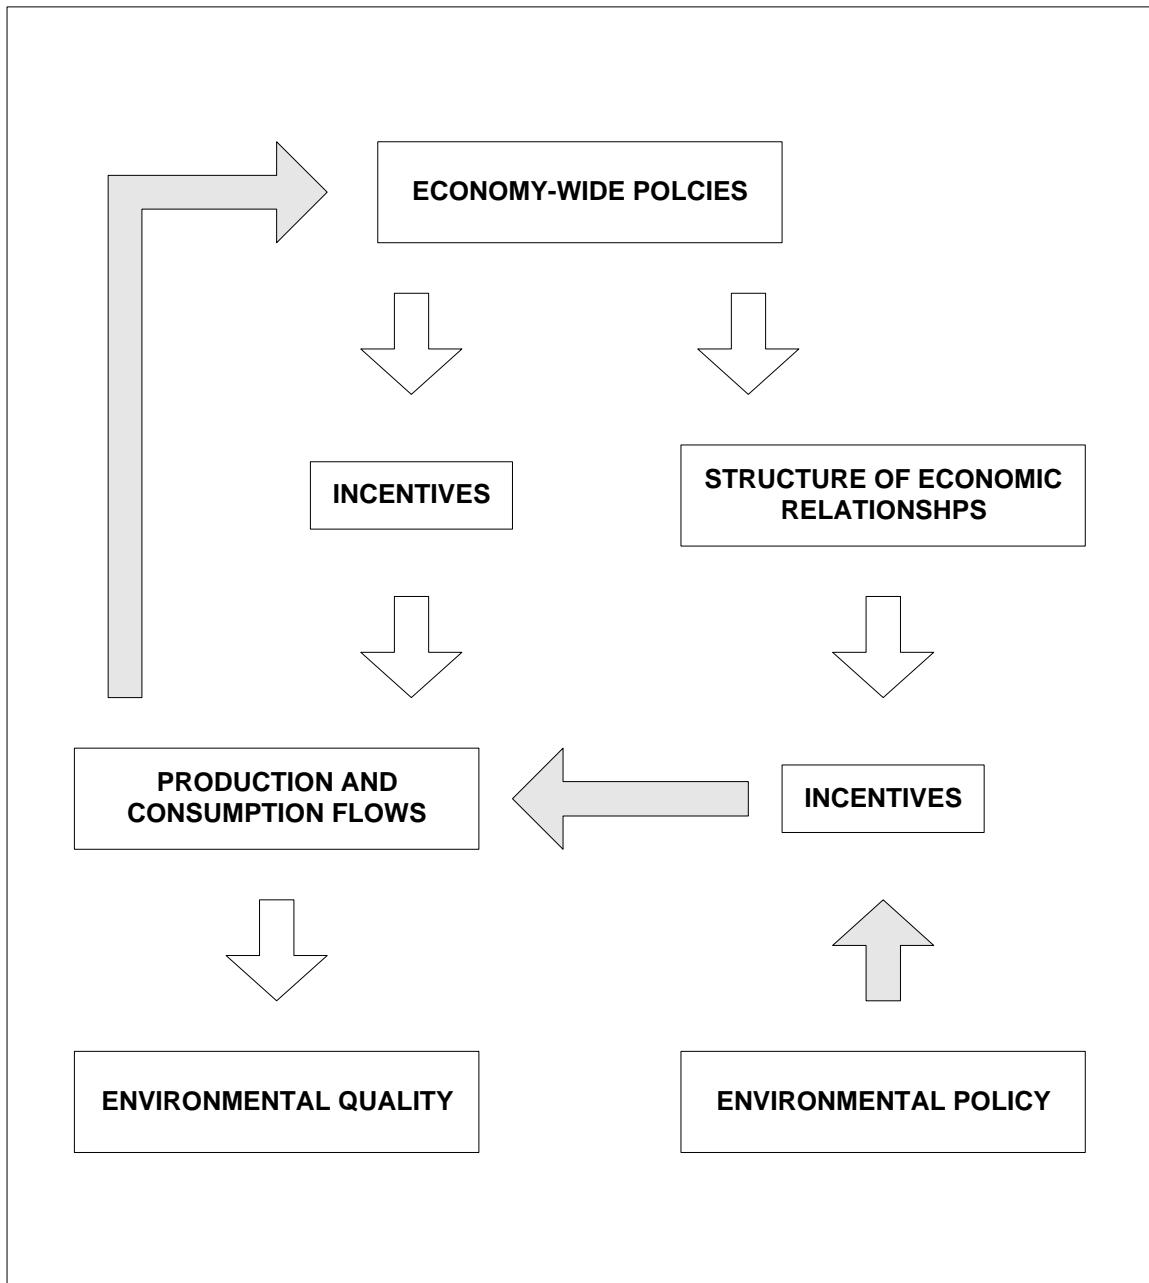 ECONOMY-WIDE POLCIES
INCENTIVES
STRUCTURE OF ECONOMIC
RELATIONSHPS
PRODUCTION AND
CONSUMPTION FLOWS
INCENTIVES
ENVIRONMENTAL QUALITY
ENVIRONMENTAL POLICY